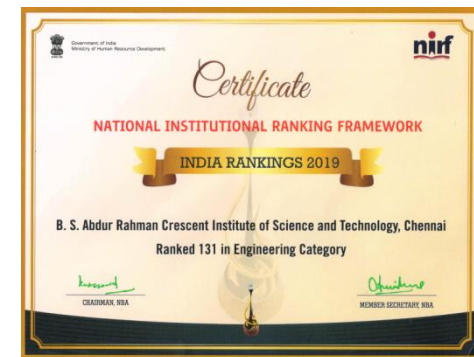 Government of India
Ministry of Human Resource Development
nirf
Certificate
NATIONAL INSTITUTIONAL RANKING FRAMEWORK
INDIA RANKINGS 2019
B. S. Abdur Rahman Crescent Institute of Science and Technology, Chennai
Ranked 131 in Engineering Category
CHAIRMAN, NBA
MEMBER SECRETARY, NBA